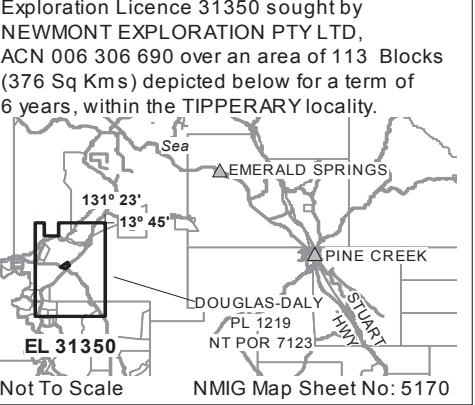 Exploration Licence 31350 sought by
NEWMONT EXPLORATION PTY LTD,
ACN 006 306 690 over an area of 113 Blocks
(376 Sq Kms) depicted below for a term of
6 years, within the TIPPERARY locality.
Sea
EMERALD SPRINGS
131º 23'
13º 45'
PINE CREEK
DOUGLAS-DALY
PL 1219
NT POR 7123
STUART
HWY
EL 31350
Not To Scale
NMIG Map Sheet No: 5170